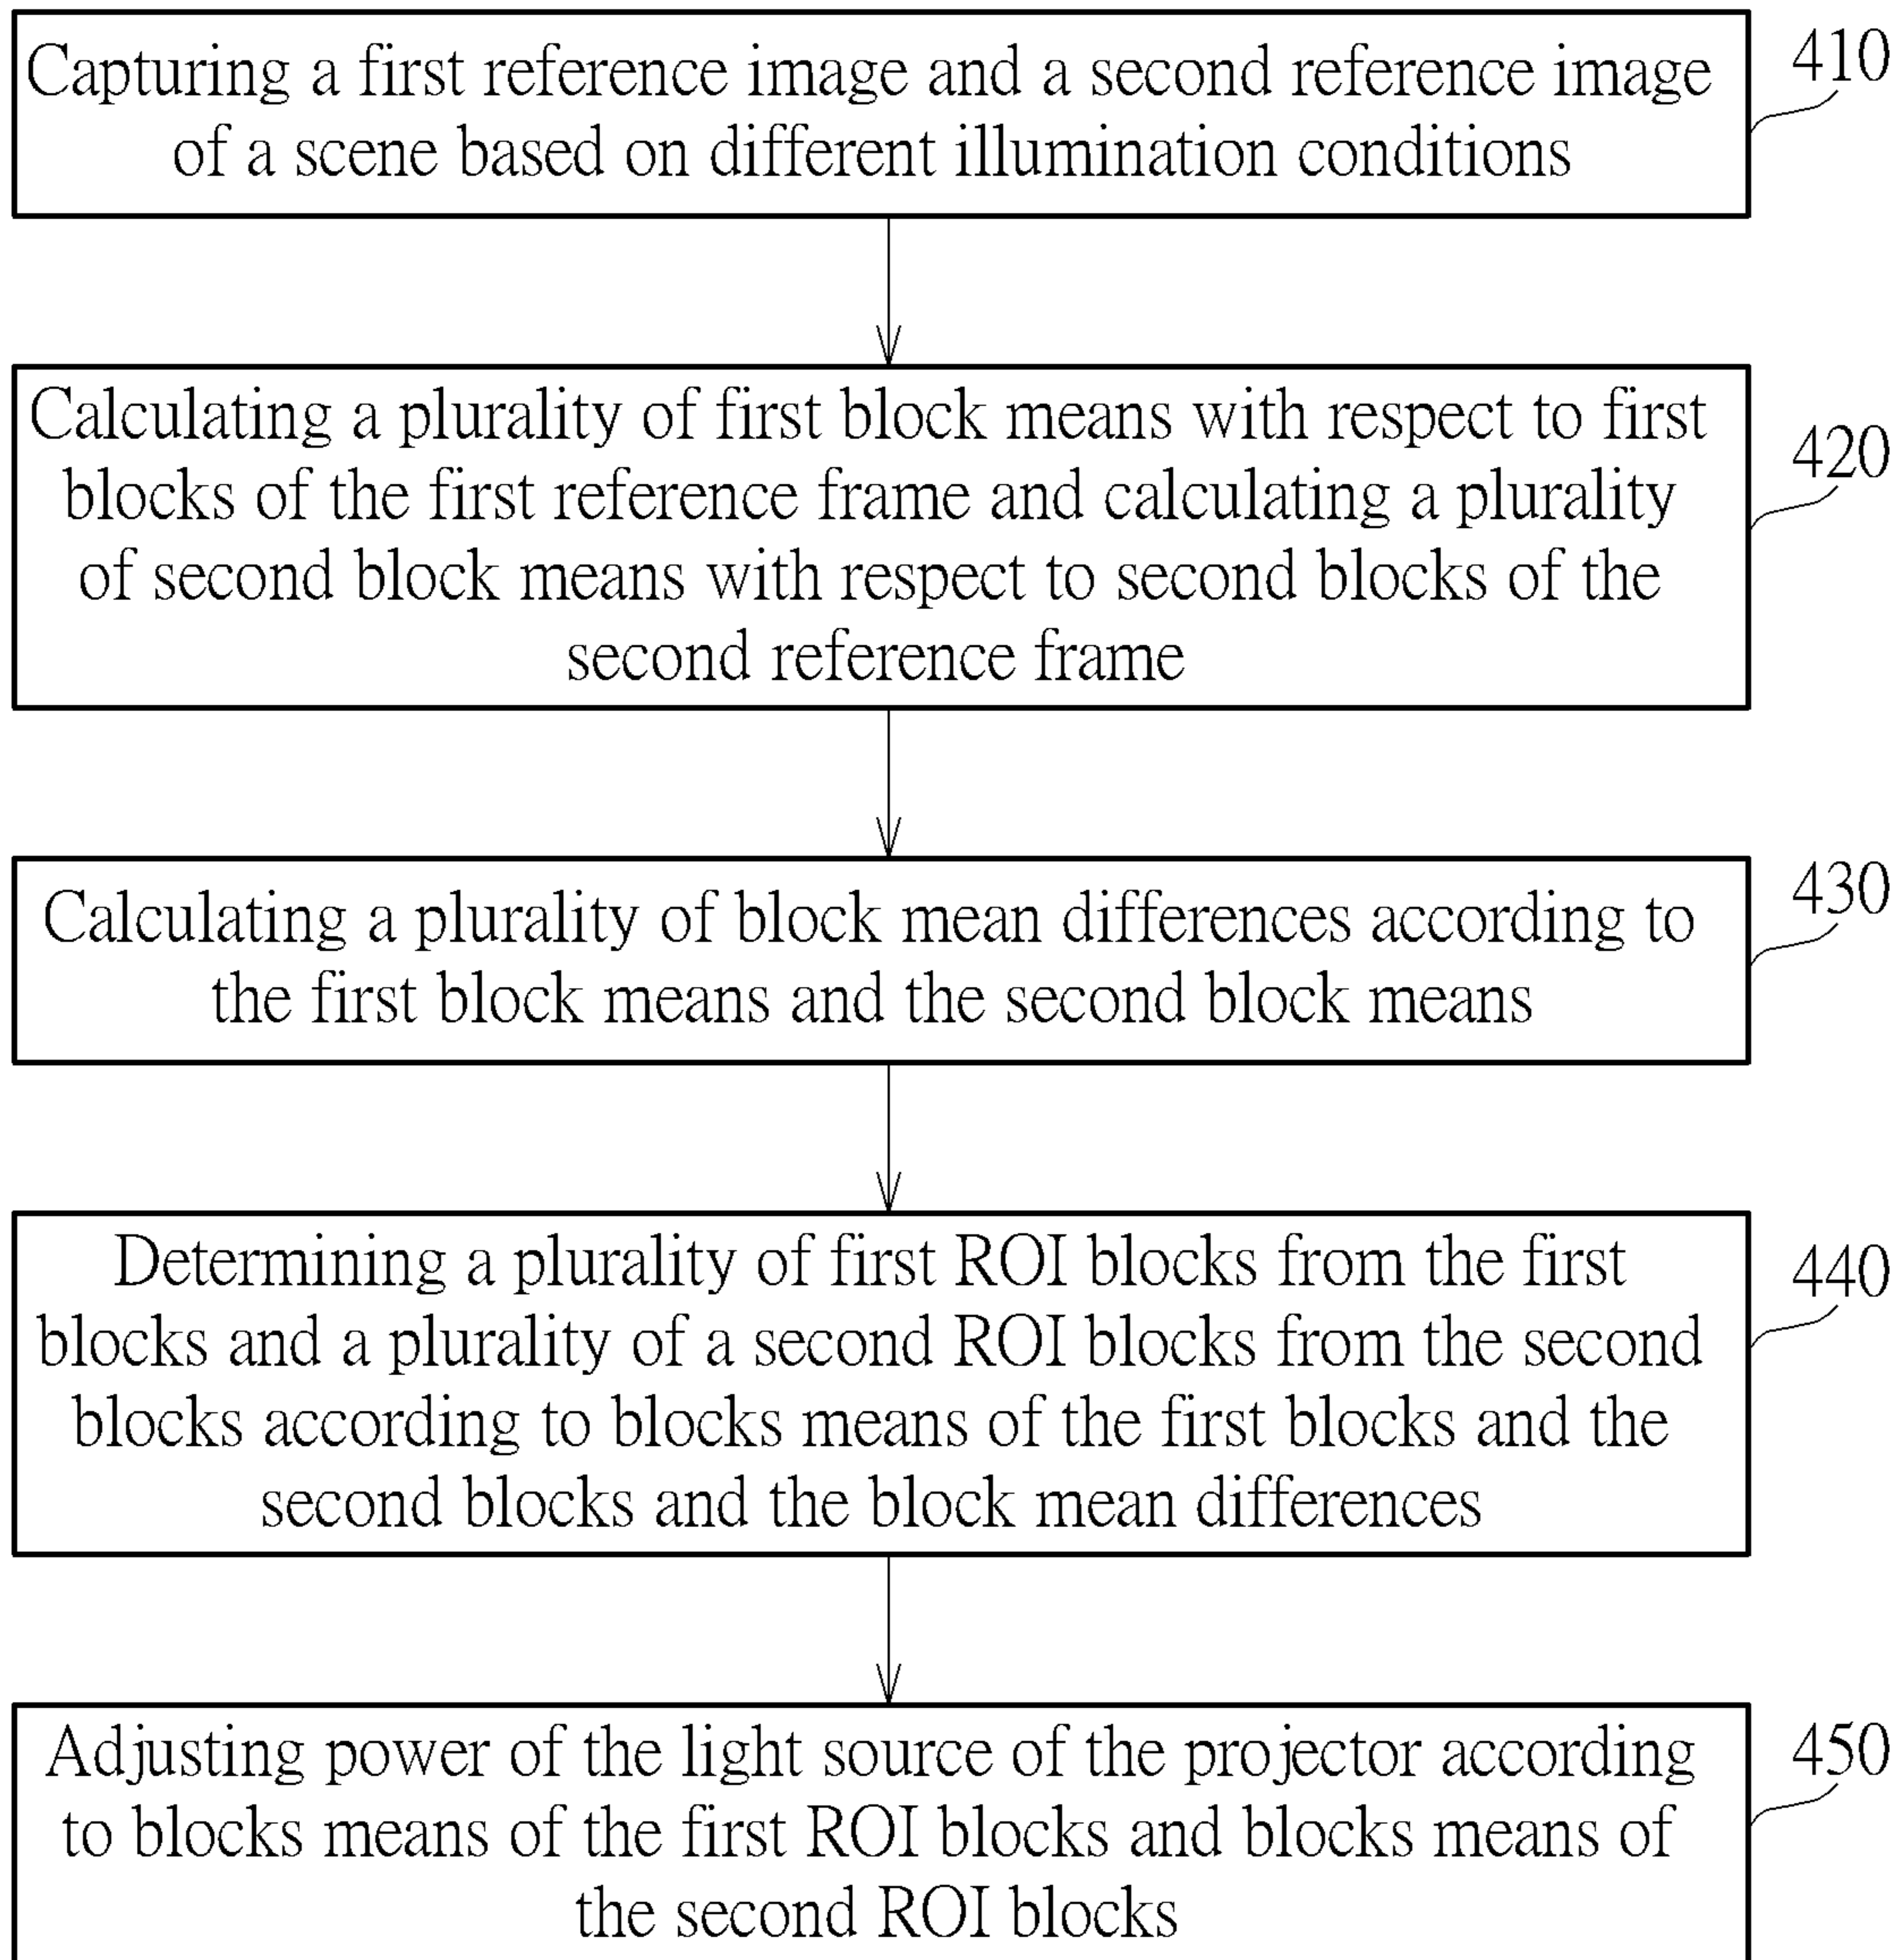 Capturing a first reference image and a second reference image
of a scene based on different illumination conditions
410
Calculating a plurality of first block means with respect to first
blocks of the first reference frame and calculating a plurality
of second block means with respect to second blocks of the
second reference frame
420
Calculating a plurality of block mean differences according to
the first block means and the second block means
430
Determining a plurality of first ROI blocks from the first
blocks and a plurality of a second ROI blocks from the second
blocks according to blocks means of the first blocks and the
second blocks and the block mean differences
440
Adjusting power of the light source of the projector according
to blocks means of the first ROI blocks and blocks means of
the second ROI blocks
450